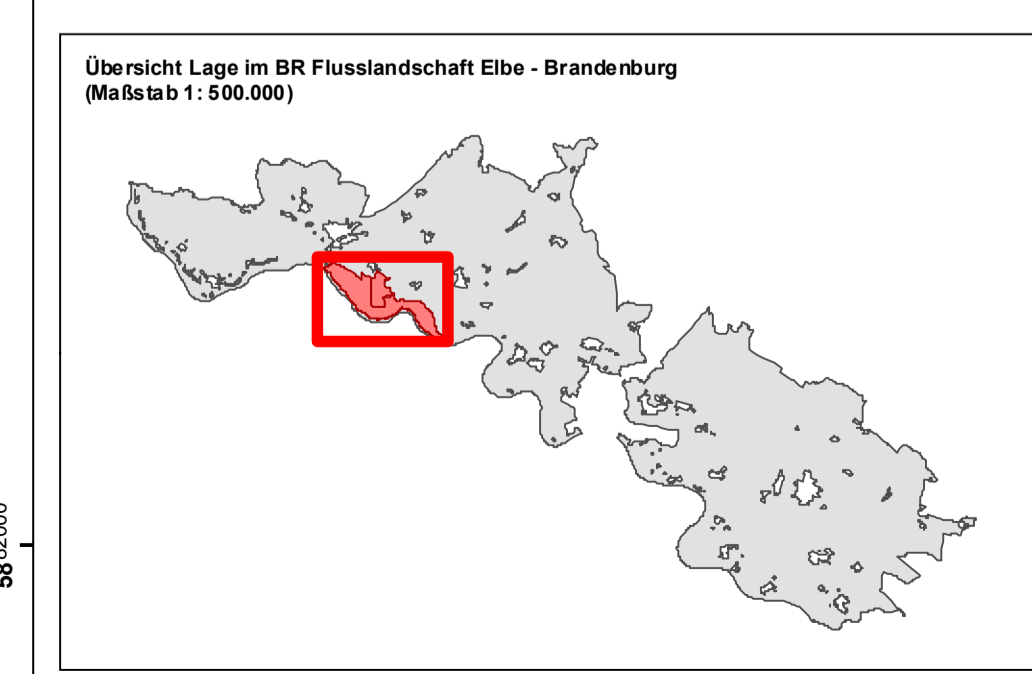 Übersicht Lage im BR Flusslandschaft Elbe - Brandenburg
(Maßstab 1: 500.000)